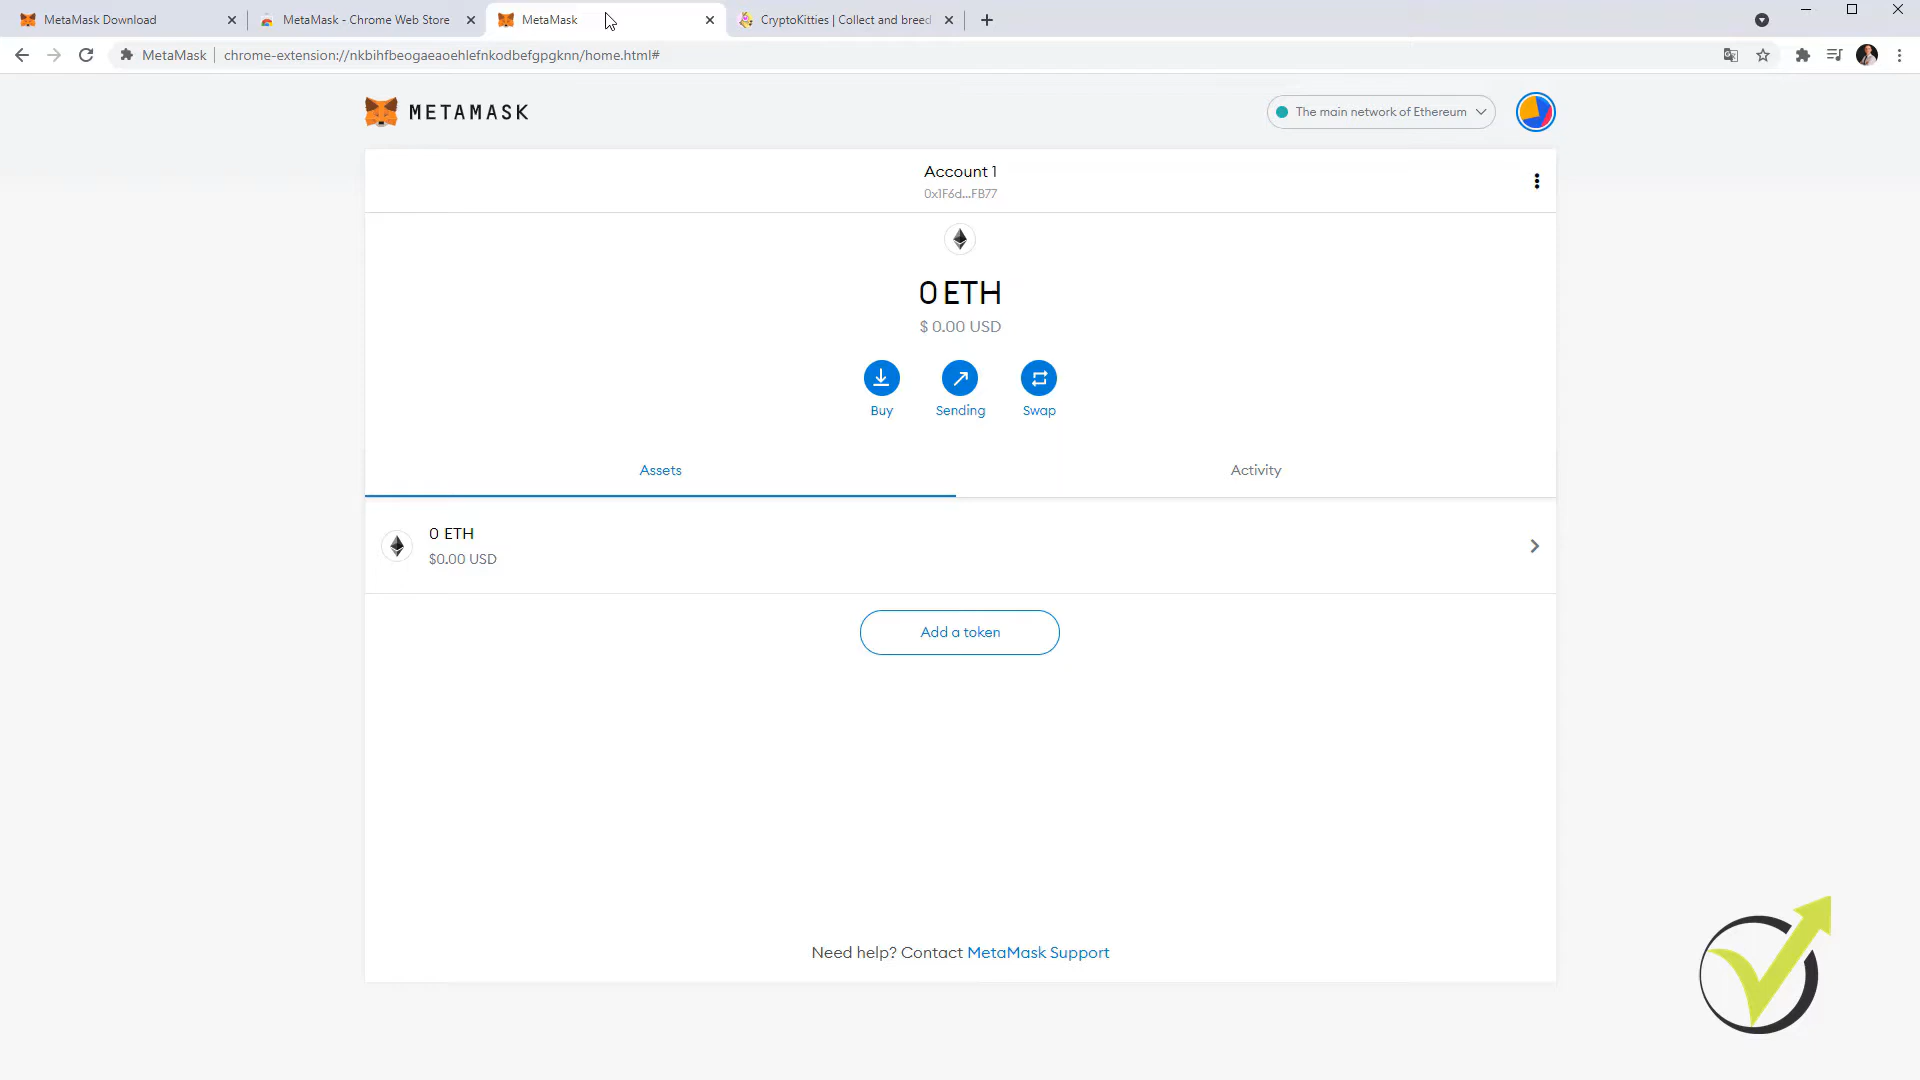 MetaMask Download
MetaMask - Chrome Web Store
MetaMask
CryptoKitties | Collect and breed
MetaMask
chrome-extension://nkbihfbeogaeaoehlefnkodbefgpgknn/home.html#
METAMASK
The main network of Ethereum
Account 1
0x1F6d...FB77
0 ETH
$ 0.00 USD
Buy
Sending
Swap
Assets
Activity
0 ETH
$0.00 USD
Add a token
Need help? Contact MetaMask Support